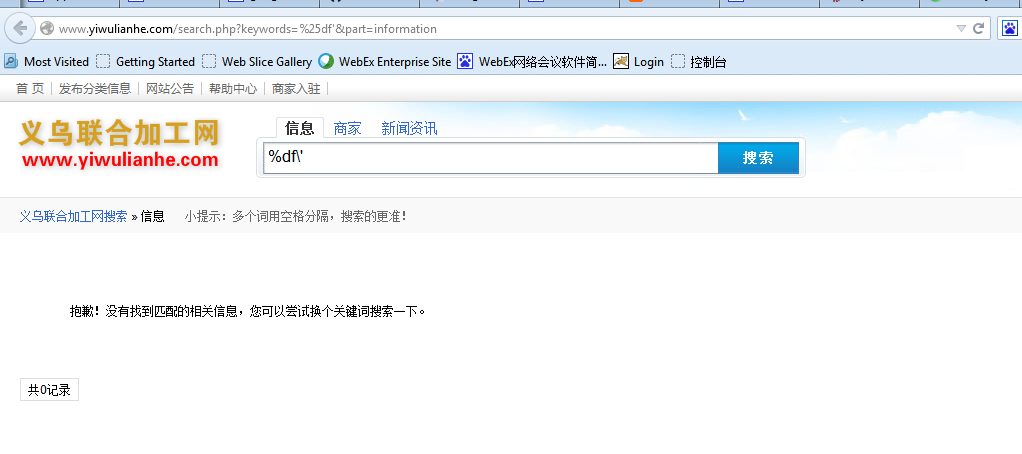 www.yiwulianhe.com/search.php?keywords=%25df'&part=information
Most Visited Getting Started Web Slice Gallery WebEx Enterprise Site WebEx网络会议软件简... Login 控制台
首 页 发布分类信息 网站公告 帮助中心 商家入驻
信息 商家 新闻资讯
义乌联合加工网
www.yiwulianhe.com
%df\' 搜索
义乌联合加工网搜索 » 信息 小提示：多个词用空格分隔，搜索的更准！
抱歉！没有找到匹配的相关信息，您可以尝试换个关键词搜索一下。
共0记录